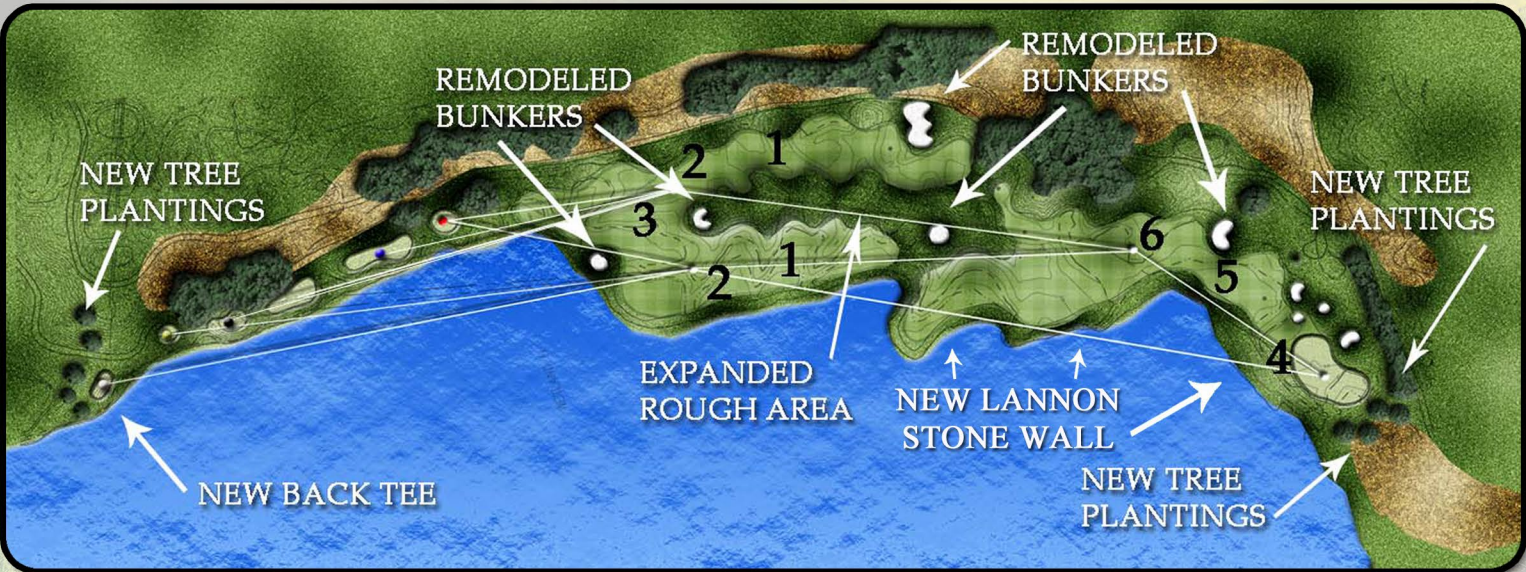 REMODELED
BUNKERS
REMODELED
BUNKERS
NEW TREE
PLANTINGS
NEW TREE
PLANTINGS
2
1
3
2
1
6
5
4
EXPANDED
ROUGH AREA
NEW LANNON
STONE WALL
NEW BACK TEE
NEW TREE
PLANTINGS